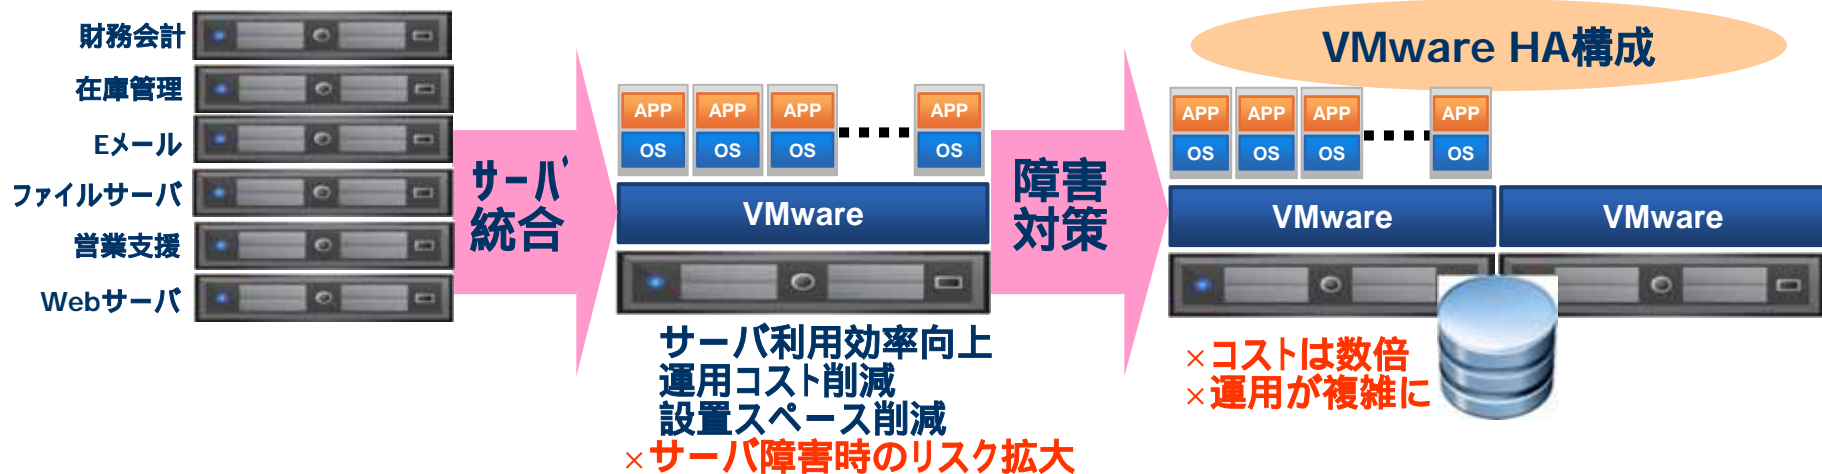 財務会計
在庫管理
Eメール
ファイルサーバ
営業支援
Webサーバ
サーバ
統合
APP APP APP APP
OS OS OS OS
VMware
サーバ利用効率向上
運用コスト削減
設置スペース削減
×サーバ障害時のリスク拡大
障害
対策
VMware HA構成
APP APP APP APP
OS OS OS OS
VMware VMware
×コストは数倍
×運用が複雑に